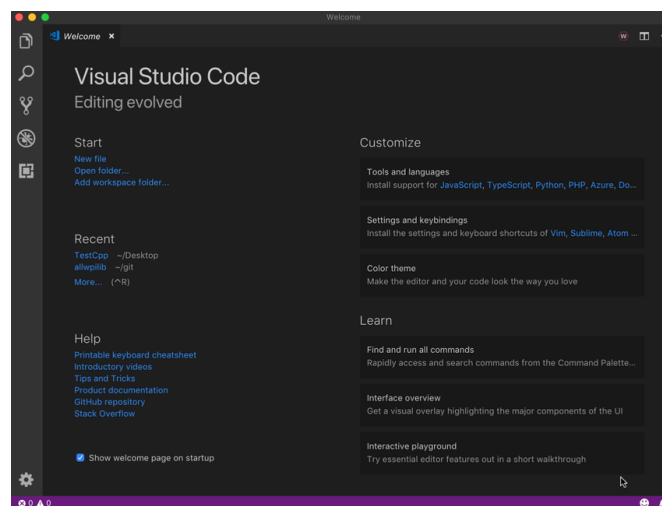 Welcome
Welcome ×
W
Visual Studio Code
Editing evolved
Start
New file
Open folder...
Add workspace folder...
Recent
TestCpp ~/Desktop
allwpilib ~/git
More... (^R)
Help
Printable keyboard cheatsheet
Introductory videos
Tips and Tricks
Product documentation
GitHub repository
Stack Overflow
Show welcome page on startup
Customize
Tools and languages
Install support for JavaScript, TypeScript, Python, PHP, Azure, Do...
Settings and keybindings
Install the settings and keyboard shortcuts of Vim, Sublime, Atom ...
Color theme
Make the editor and your code look the way you love
Learn
Find and run all commands
Rapidly access and search commands from the Command Palette...
Interface overview
Get a visual overlay highlighting the major components of the UI
Interactive playground
Try essential editor features out in a short walkthrough
0 0